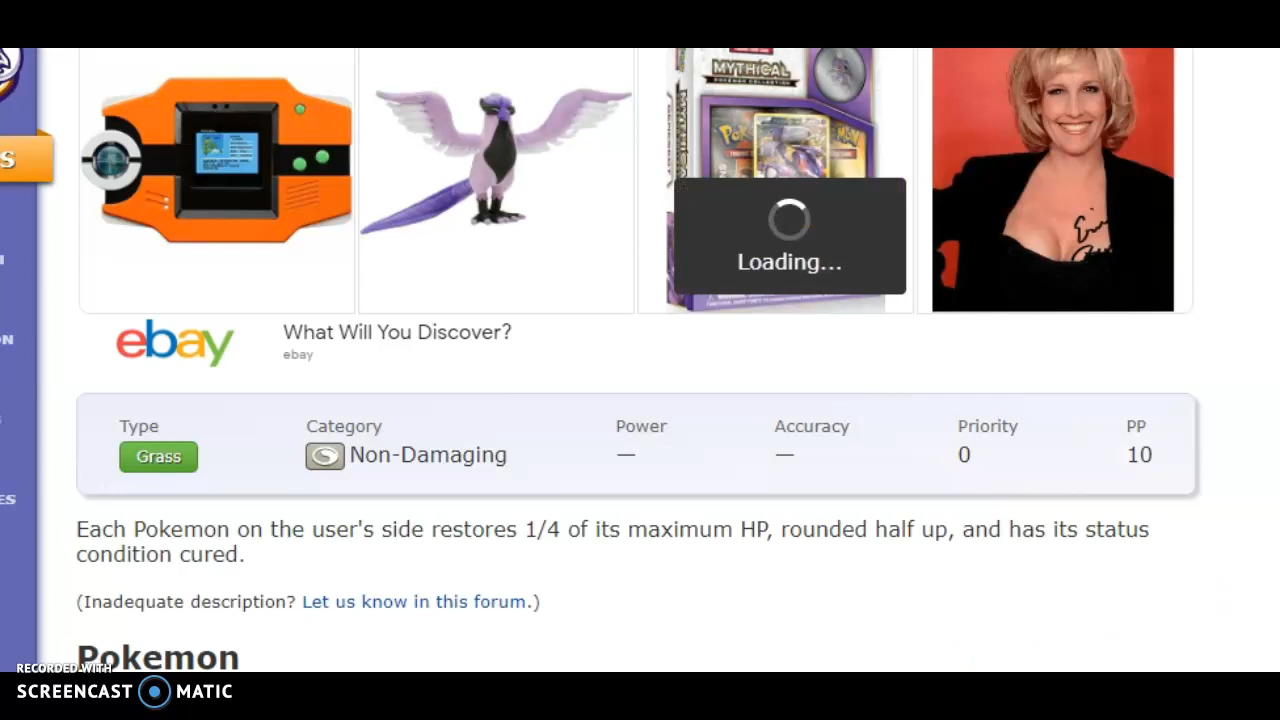 MYTHICAL
Loading...
ebay
What Will You Discover?
ebay
S
N
ES
Type
Category
Power
Accuracy
Priority
PP
Grass
Non-Damaging
—
—
0
10
Each Pokemon on the user's side restores 1/4 of its maximum HP, rounded half up, and has its status
condition cured.
(Inadequate description? Let us know in this forum.)
Pokemon
RECORDED WITH
SCREENCAST MATIC